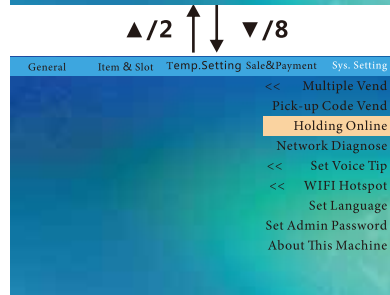 ▲/2 ▼/8
General Item & Slot Temp.Setting Sale&Payment Sys. Setting
<< Multiple Vend
Pick-up Code Vend
Holding Online
Network Diagnose
<< Set Voice Tip
<< WIFI Hotspot
Set Language
Set Admin Password
About This Machine